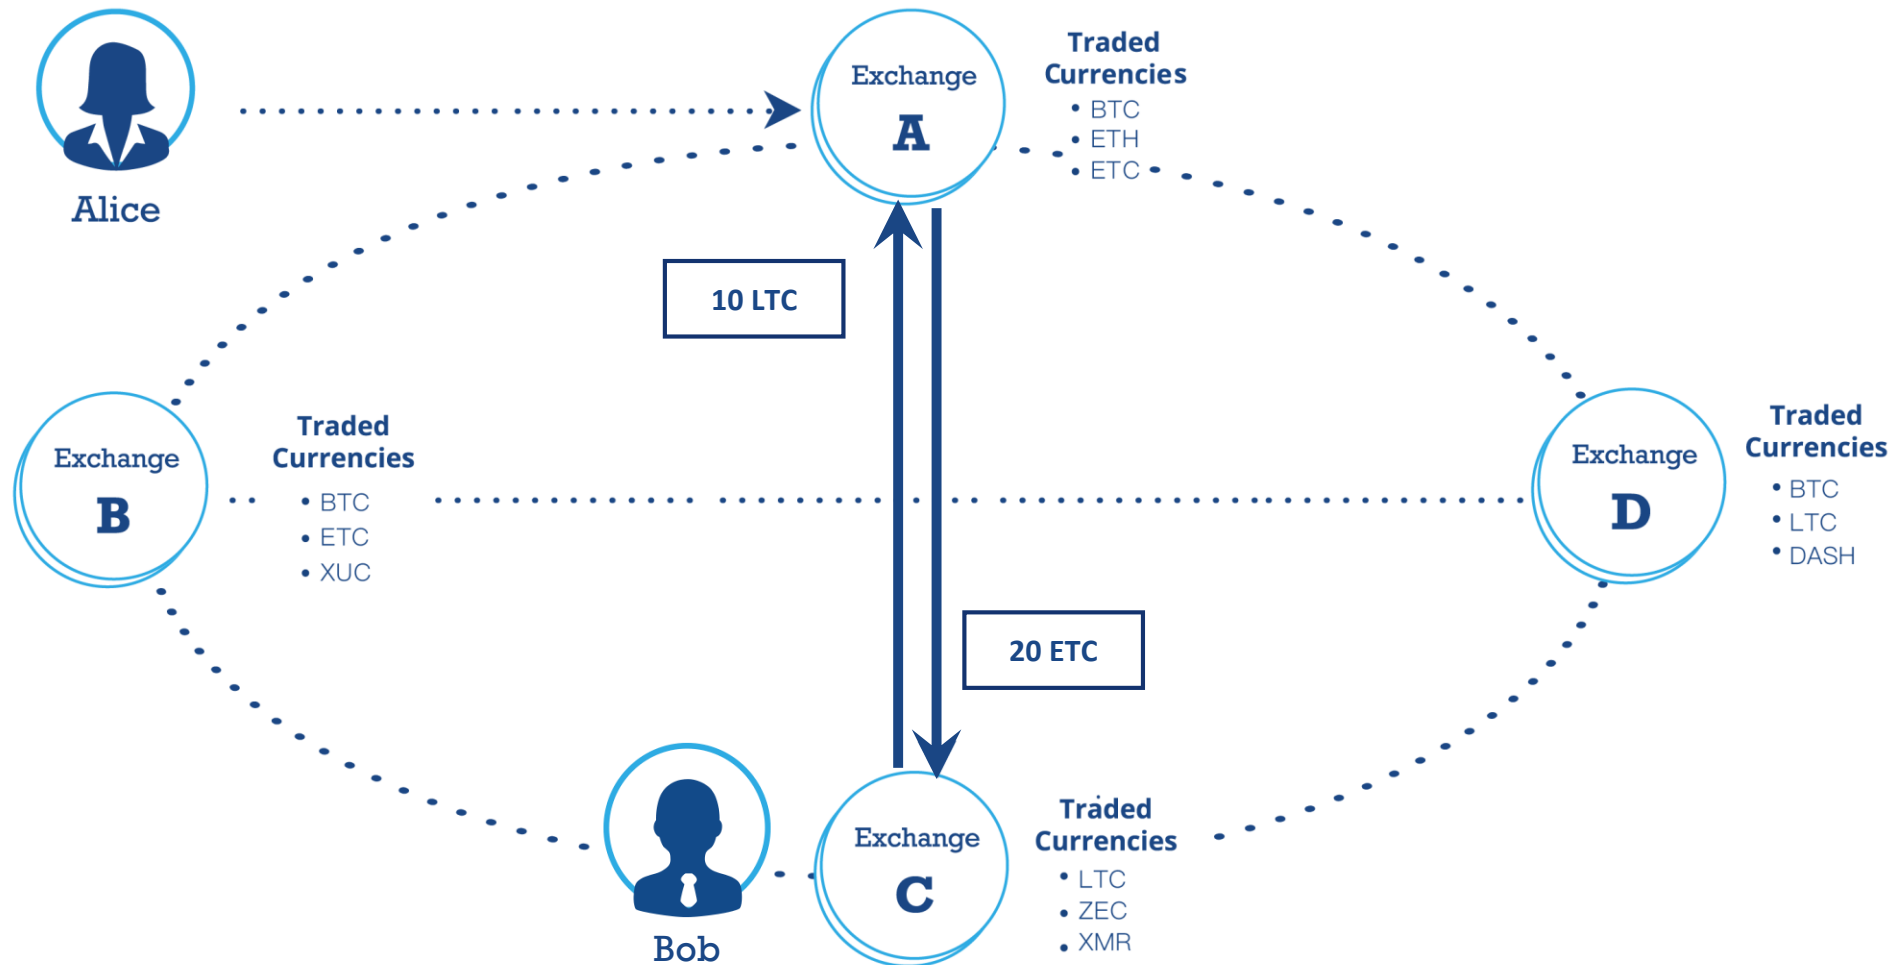 Exchange
A
Traded
Currencies
• BTC
• ETH
• ETC
Alice
10 LTC
Exchange
B
Traded
Currencies
• BTC
• ETC
• XUC
Exchange
D
Traded
Currencies
• BTC
• LTC
• DASH
20 ETC
Bob
Exchange
C
Traded
Currencies
• LTC
• ZEC
• XMR